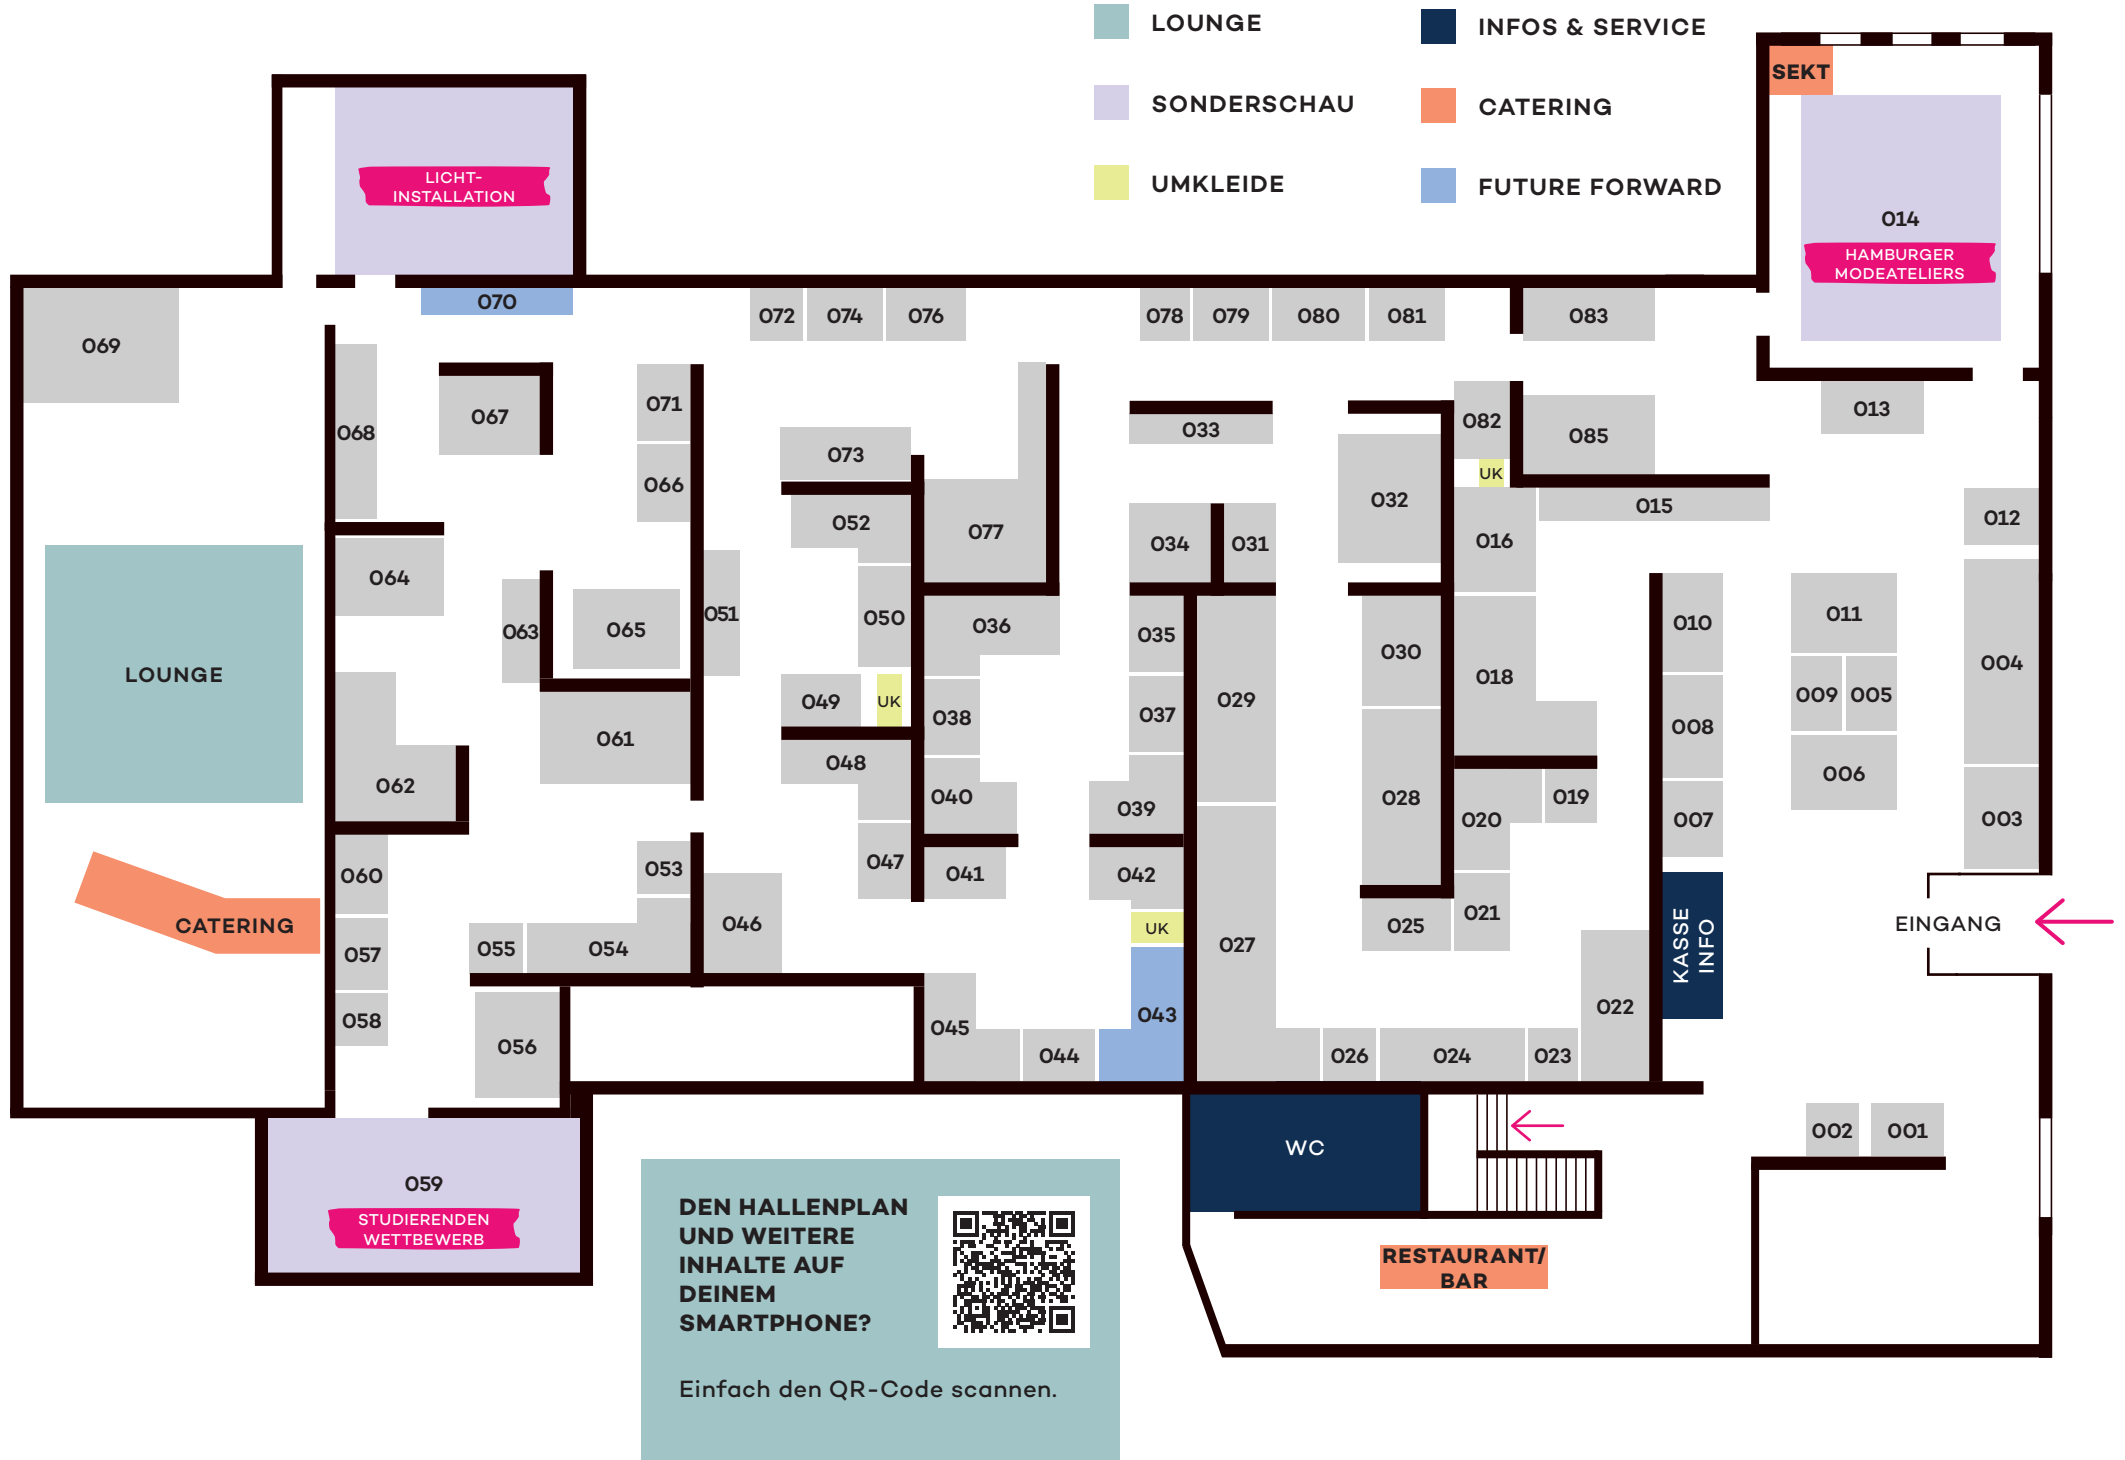 LOUNGE
INFOS & SERVICE
SONDERSCHAU
CATERING
UMKLEIDE
FUTURE FORWARD
SEKT
014
HAMBURGER
MODEATELIERS
LICHT-
INSTALLATION
070
072
074
076
078
079
080
081
083
069
068
067
071
066
073
052
077
033
034
031
032
082
UK
085
015
016
013
012
064
063
065
051
050
036
035
029
030
018
010
011
004
LOUNGE
061
049
UK
038
037
008
009
005
062
048
040
039
028
020
019
007
006
003
060
053
047
041
042
021
CATERING
057
055
054
046
UK
027
025
KASSE
INFO
EINGANG
058
056
045
044
043
026
024
023
022
002
001
WC
059
STUDIERENDEN
WETTBEWERB
DEN HALLENPLAN
UND WEITERE
INHALTE AUF
DEINEM
SMARTPHONE?
Einfach den QR-Code scannen.
RESTAURANT/
BAR